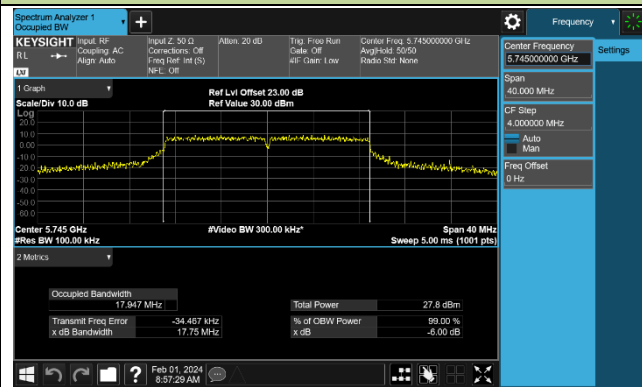 Spectrum Analyzer 1
Occupied BW
Frequency
KEYSIGHT
RL
LXI
Input: RF
Coupling: AC
Align: Auto
Input Z: 50 Ω
Corrections: Off
Freq Ref: Int (S)
NFE: Off
Atten: 20 dB
Trig: Free Run
Gate: Off
#IF Gain: Low
Center Freq: 5.745000000 GHz
Avg|Hold: 50/50
Radio Std: None
Center Frequency
5.745000000 GHz
Settings
Span
40.000 MHz
CF Step
4.000000 MHz
Auto
Man
Freq Offset
0 Hz
1 Graph
Scale/Div 10.0 dB
Ref Lvl Offset 23.00 dB
Ref Value 30.00 dBm
Log
20.0
10.0
0.00
-10.0
-20.0
-30.0
-40.0
-50.0
-60.0
Center 5.745 GHz
#Video BW 300.00 kHz*
Span 40 MHz
#Res BW 100.00 kHz
Sweep 5.00 ms (1001 pts)
2 Metrics
Occupied Bandwidth
17.947 MHz
Total Power 27.8 dBm
Transmit Freq Error -34.467 kHz
% of OBW Power 99.00 %
x dB Bandwidth 17.75 MHz
x dB -6.00 dB
Feb 01, 2024
8:57:29 AM